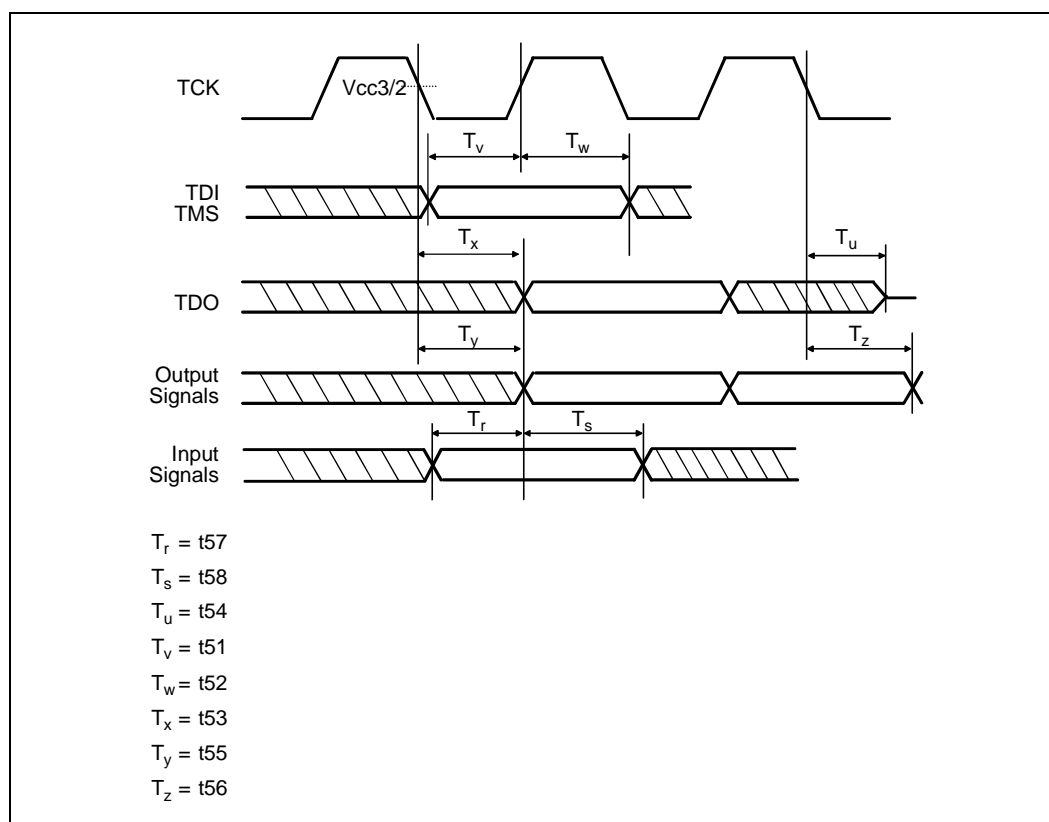 TCK
Vcc3/2
Tv
Tw
TDI
TMS
Tx
Tu
TDO
Ty
Tz
Output
Signals
Tr
Ts
Input
Signals
Tr = t57
Ts = t58
Tu = t54
Tv = t51
Tw = t52
Tx = t53
Ty = t55
Tz = t56